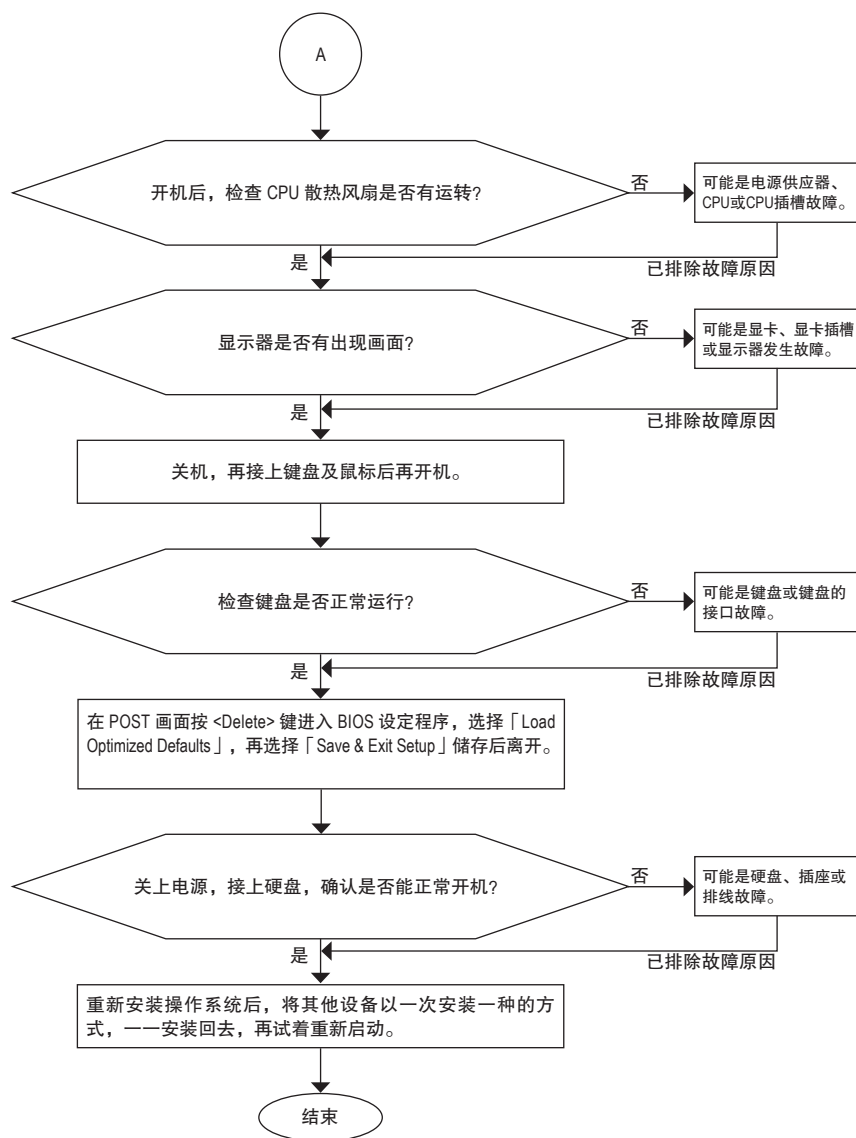 A
开机后，检查 CPU 散热风扇是否有运转?
否
可能是电源供应器、
CPU或CPU插槽故障。
是
已排除故障原因
显示器是否有出现画面?
否
可能是显卡、显卡插槽
或显示器发生故障。
是
已排除故障原因
关机，再接上键盘及鼠标后再开机。
检查键盘是否正常运行?
否
可能是键盘或键盘的
接口故障。
是
已排除故障原因
在 POST 画面按 <Delete> 键进入 BIOS 设定程序，选择「Load
Optimized Defaults」，再选择「Save & Exit Setup」储存后离开。
关上电源，接上硬盘，确认是否能正常开机?
否
可能是硬盘、插座或
排线故障。
是
已排除故障原因
重新安装操作系统后，将其他设备以一次安装一种的方
式，一一安装回去，再试着重新启动。
结束